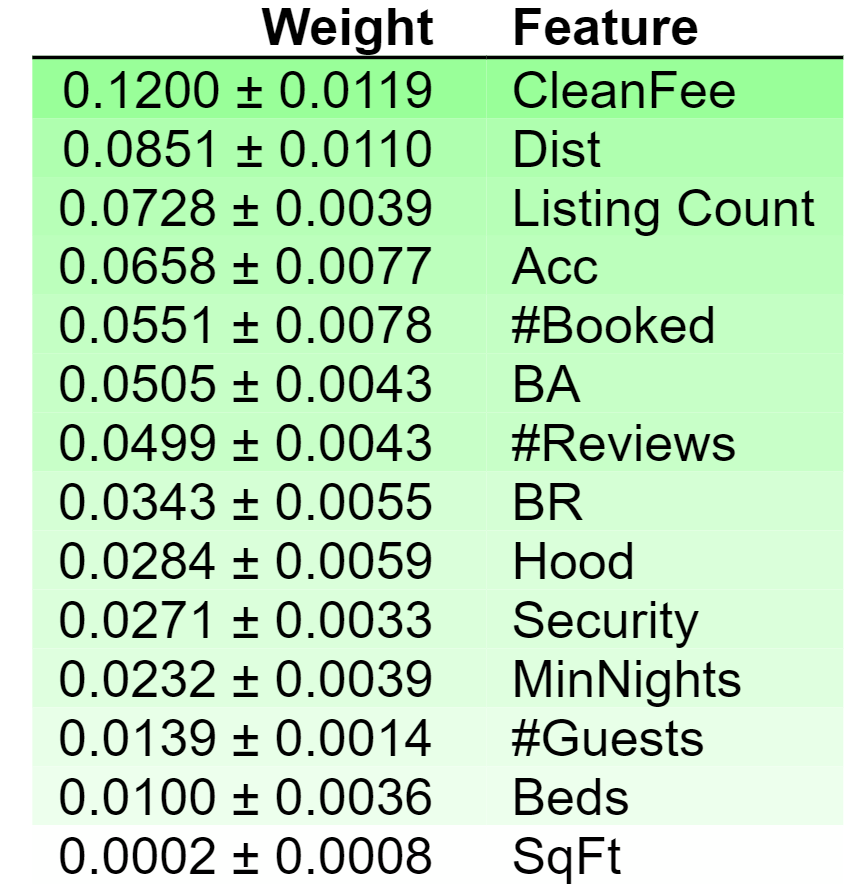 Weight Feature
0.1200 ± 0.0119 CleanFee
0.0851 ± 0.0110 Dist
0.0728 ± 0.0039 Listing Count
0.0658 ± 0.0077 Acc
0.0551 ± 0.0078 #Booked
0.0505 ± 0.0043 BA
0.0499 ± 0.0043 #Reviews
0.0343 ± 0.0055 BR
0.0284 ± 0.0059 Hood
0.0271 ± 0.0033 Security
0.0232 ± 0.0039 MinNights
0.0139 ± 0.0014 #Guests
0.0100 ± 0.0036 Beds
0.0002 ± 0.0008 SqFt